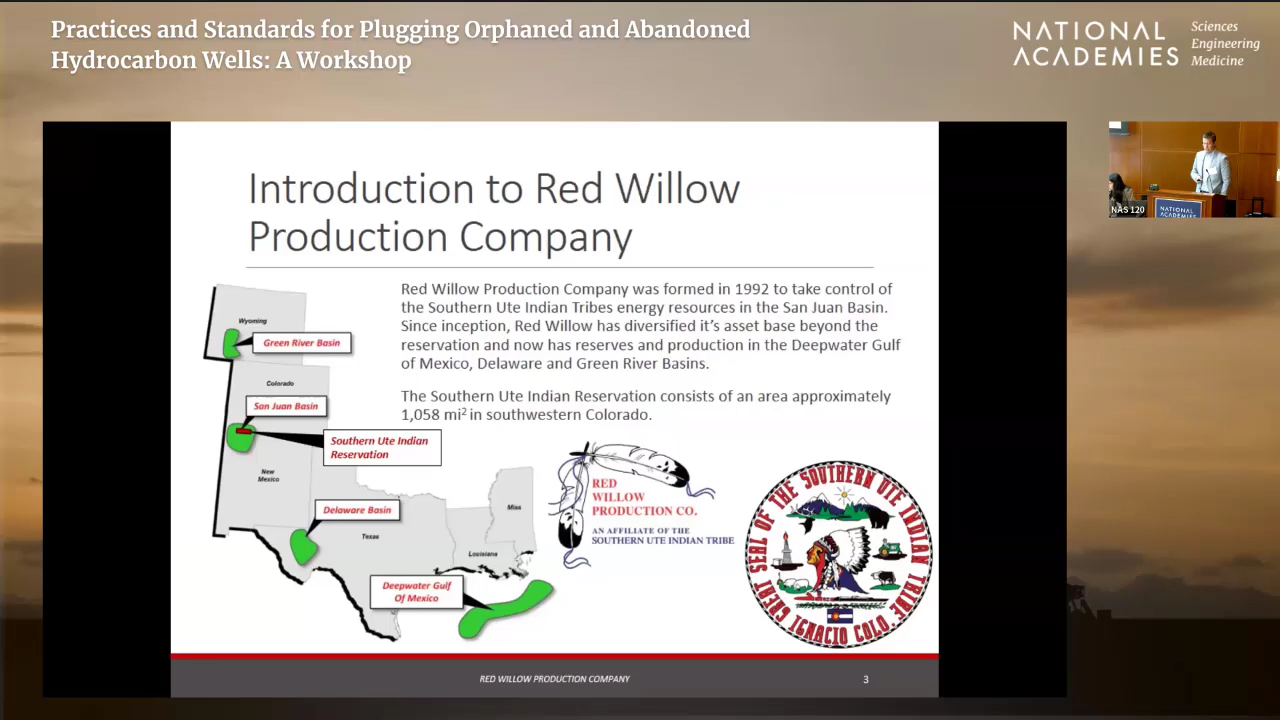 Practices and Standards for Plugging Orphaned and Abandoned
Hydrocarbon Wells: A Workshop
NATIONAL
ACADEMIES
Sciences
Engineering
Medicine
Introduction to Red Willow
Production Company
Red Willow Production Company was formed in 1992 to take control of
the Southern Ute Indian Tribes energy resources in the San Juan Basin.
Since inception, Red Willow has diversified it's asset base beyond the
reservation and now has reserves and production in the Deepwater Gulf
of Mexico, Delaware and Green River Basins.
The Southern Ute Indian Reservation consists of an area approximately
1,058 mi² in southwestern Colorado.
Wyoming
Green River Basin
Colorado
San Juan Basin
Southern Ute Indian
Reservation
New
Mexico
Delaware Basin
Texas
Miss
Louisiana
Deepwater Gulf
Of Mexico
RED
WILLOW
PRODUCTION CO.
AN AFFILIATE OF THE
SOUTHERN UTE INDIAN TRIBE
GREAT SEAL OF THE SOUTHERN UTE INDIAN TRIBE
IGNACIO COLO.
RED WILLOW PRODUCTION COMPANY
3
NAS 120
NATIONAL
ACADEMIES